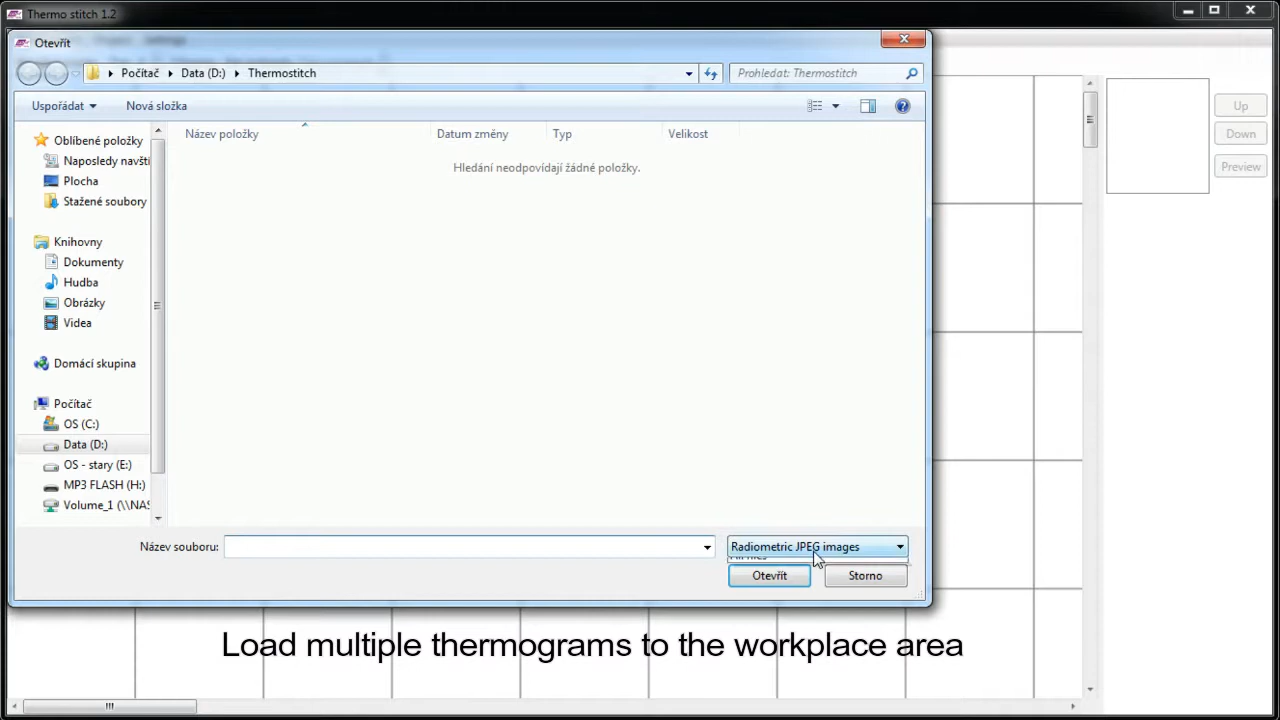 Thermo stitch 1.2
Otevřít
Počítač
Data (D:)
Thermostitch
Prohledat: Thermostitch
Uspořádat
Nová složka
Název položky
Datum změny
Typ
Velikost
Hledání neodpovídají žádné položky.
Oblíbené položky
Naposledy navšti
Plocha
Stažené soubory
Knihovny
Dokumenty
Hudba
Obrázky
Videa
Domácí skupina
Počítač
OS (C:)
Data (D:)
OS - stary (E:)
MP3 FLASH (H:)
Volume_1 (\\NAS
Up
Down
Preview
Název souboru:
Radiometric JPEG images
Otevřít
Storno
Load multiple thermograms to the workplace area